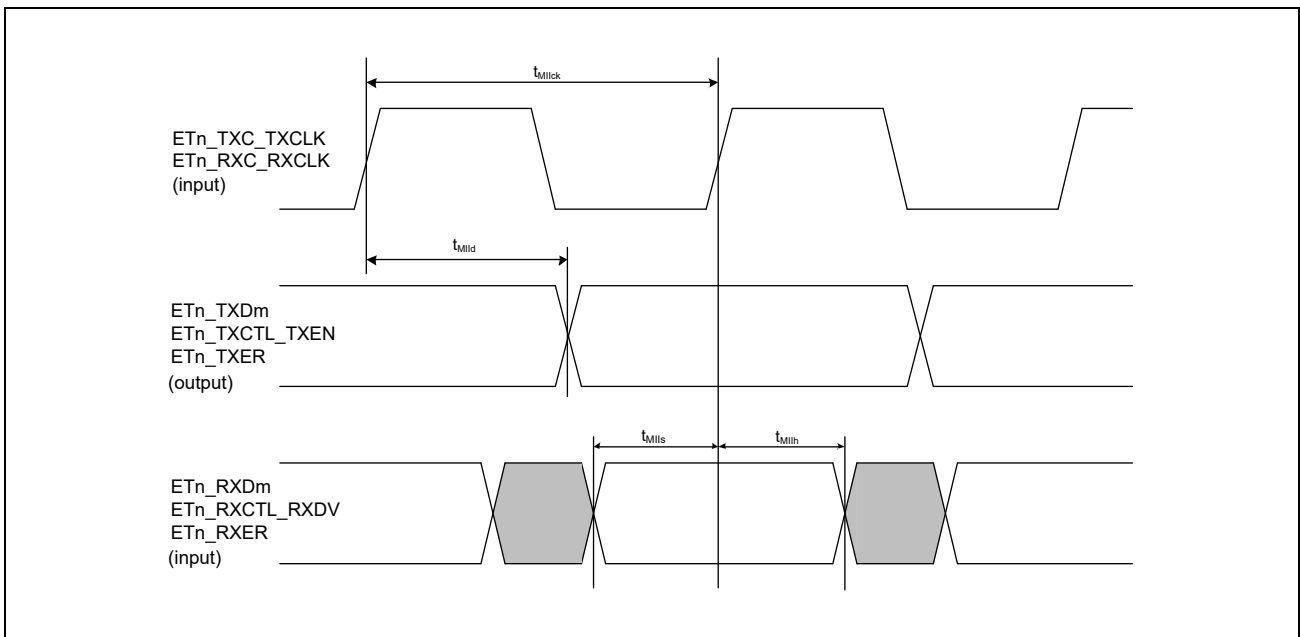 tMIIck
ETn_TXC_TXCLK
ETn_RXC_RXCLK
(input)
tMIId
ETn_TXDm
ETn_TXCTL_TXEN
ETn_TXER
(output)
tMIIs tMIIh
ETn_RXDm
ETn_RXCTL_RXDV
ETn_RXER
(input)